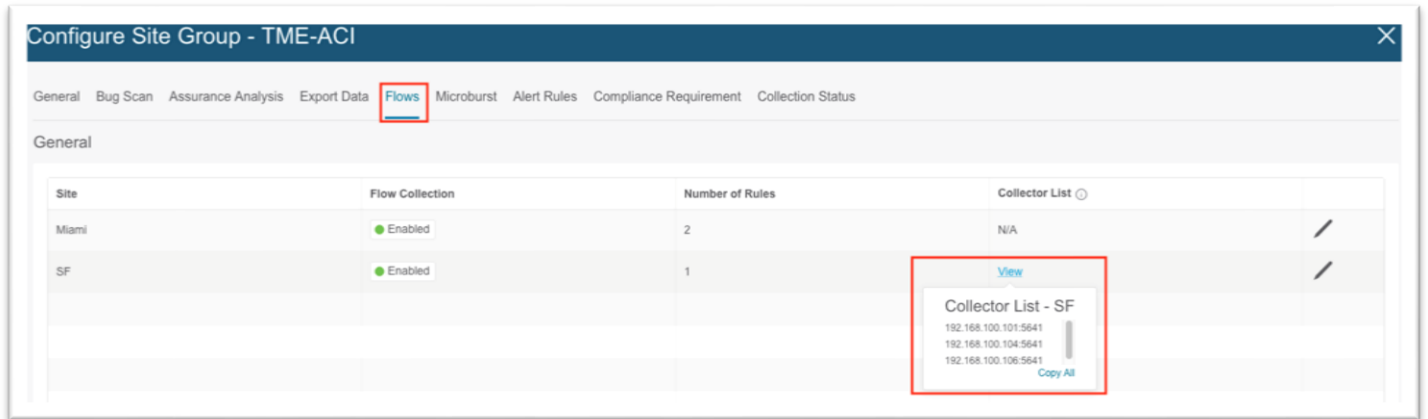 Configure Site Group - TME-ACI
General Bug Scan Assurance Analysis Export Data Flows Microburst Alert Rules Compliance Requirement Collection Status
General
Site Flow Collection Number of Rules Collector List
Miami Enabled 2 N/A
SF Enabled 1 View
Collector List - SF
192.168.100.101:5641
192.168.100.104:5641
192.168.100.106:5641
Copy All